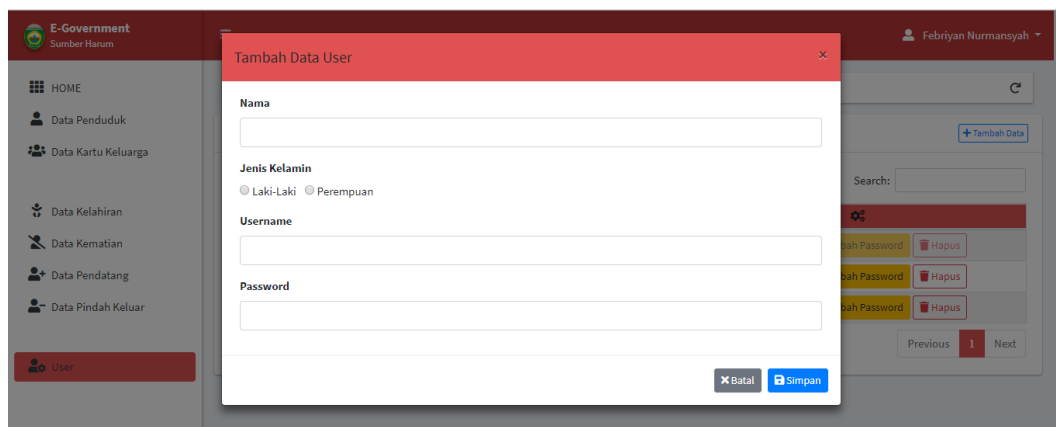 E-Government
Sumber Harum
Febriyan Nurmansyah
HOME
Data Penduduk
Data Kartu Keluarga
Data Kelahiran
Data Kematian
Data Pendatang
Data Pindah Keluar
User
Tambah Data User
×
Nama
Jenis Kelamin
Laki-Laki Perempuan
Username
Password
Batal Simpan
Tambah Data
Search:
bah Password Hapus
bah Password Hapus
bah Password Hapus
Previous 1 Next